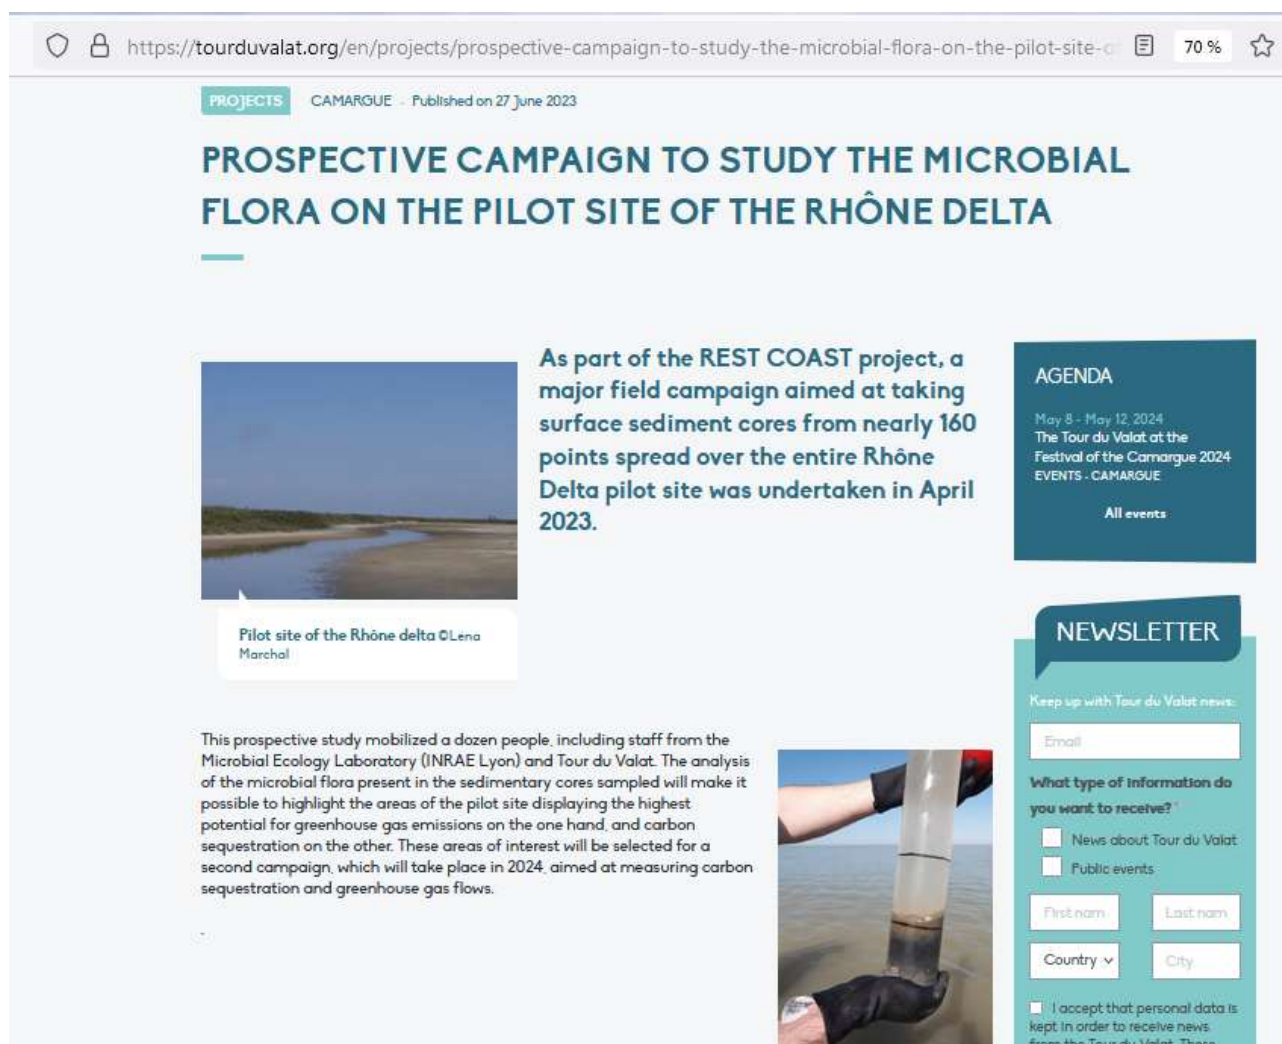 https://tourduvalat.org/en/projects/prospective-campaign-to-study-the-microbial-flora-on-the-pilot-site-
70 %
PROJECTS CAMARGUE - Published on 27 June 2023
PROSPECTIVE CAMPAIGN TO STUDY THE MICROBIAL
FLORA ON THE PILOT SITE OF THE RHÔNE DELTA
As part of the REST COAST project, a
major field campaign aimed at taking
surface sediment cores from nearly 160
points spread over the entire Rhône
Delta pilot site was undertaken in April
2023.
Pilot site of the Rhône delta ©Lena
Marchal
This prospective study mobilized a dozen people, including staff from the
Microbial Ecology Laboratory (INRAE Lyon) and Tour du Valat. The analysis
of the microbial flora present in the sedimentary cores sampled will make it
possible to highlight the areas of the pilot site displaying the highest
potential for greenhouse gas emissions on the one hand, and carbon
sequestration on the other. These areas of interest will be selected for a
second campaign, which will take place in 2024, aimed at measuring carbon
sequestration and greenhouse gas flows.
.
AGENDA
May 8 - May 12, 2024
The Tour du Valat at the
Festival of the Camargue 2024
EVENTS - CAMARGUE
All events
NEWSLETTER
Keep up with Tour du Valat news:
Email
What type of information do
you want to receive? *
News about Tour du Valat
Public events
First nam Last nam
Country City
I accept that personal data is
kept in order to receive news
from the Tour du Valat. These